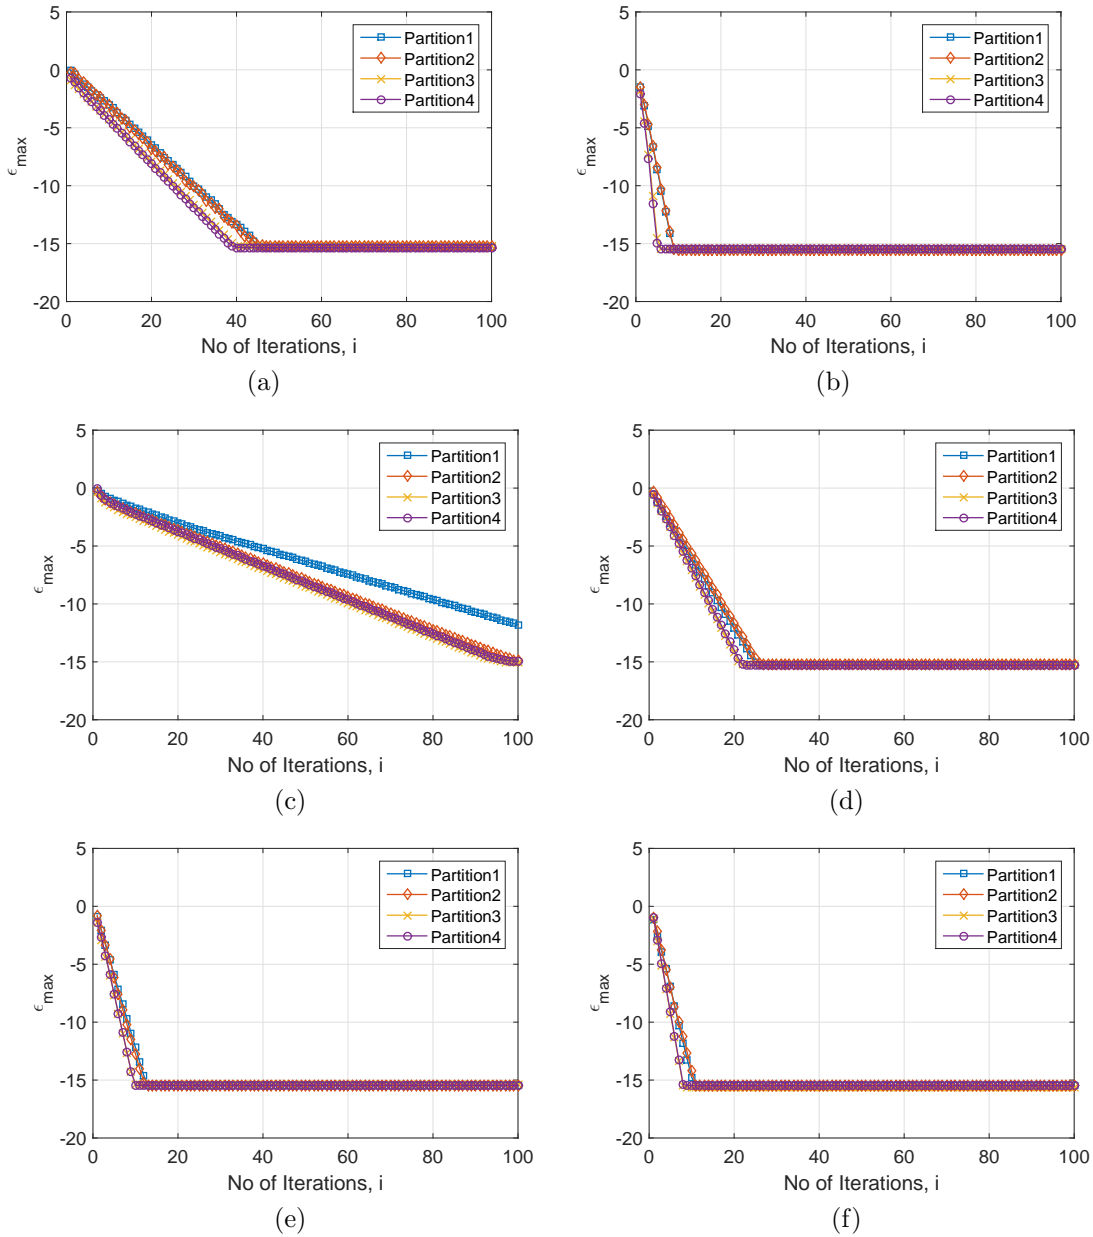 5
0
-5
-10
-15
-20
ϵmax
0 20 40 60 80 100
No of Iterations, i
Partition1
Partition2
Partition3
Partition4
(a)
5
0
-5
-10
-15
-20
ϵmax
0 20 40 60 80 100
No of Iterations, i
Partition1
Partition2
Partition3
Partition4
(b)
5
0
-5
-10
-15
-20
ϵmax
0 20 40 60 80 100
No of Iterations, i
Partition1
Partition2
Partition3
Partition4
(c)
5
0
-5
-10
-15
-20
ϵmax
0 20 40 60 80 100
No of Iterations, i
Partition1
Partition2
Partition3
Partition4
(d)
5
0
-5
-10
-15
-20
ϵmax
0 20 40 60 80 100
No of Iterations, i
Partition1
Partition2
Partition3
Partition4
(e)
5
0
-5
-10
-15
-20
ϵmax
0 20 40 60 80 100
No of Iterations, i
Partition1
Partition2
Partition3
Partition4
(f)